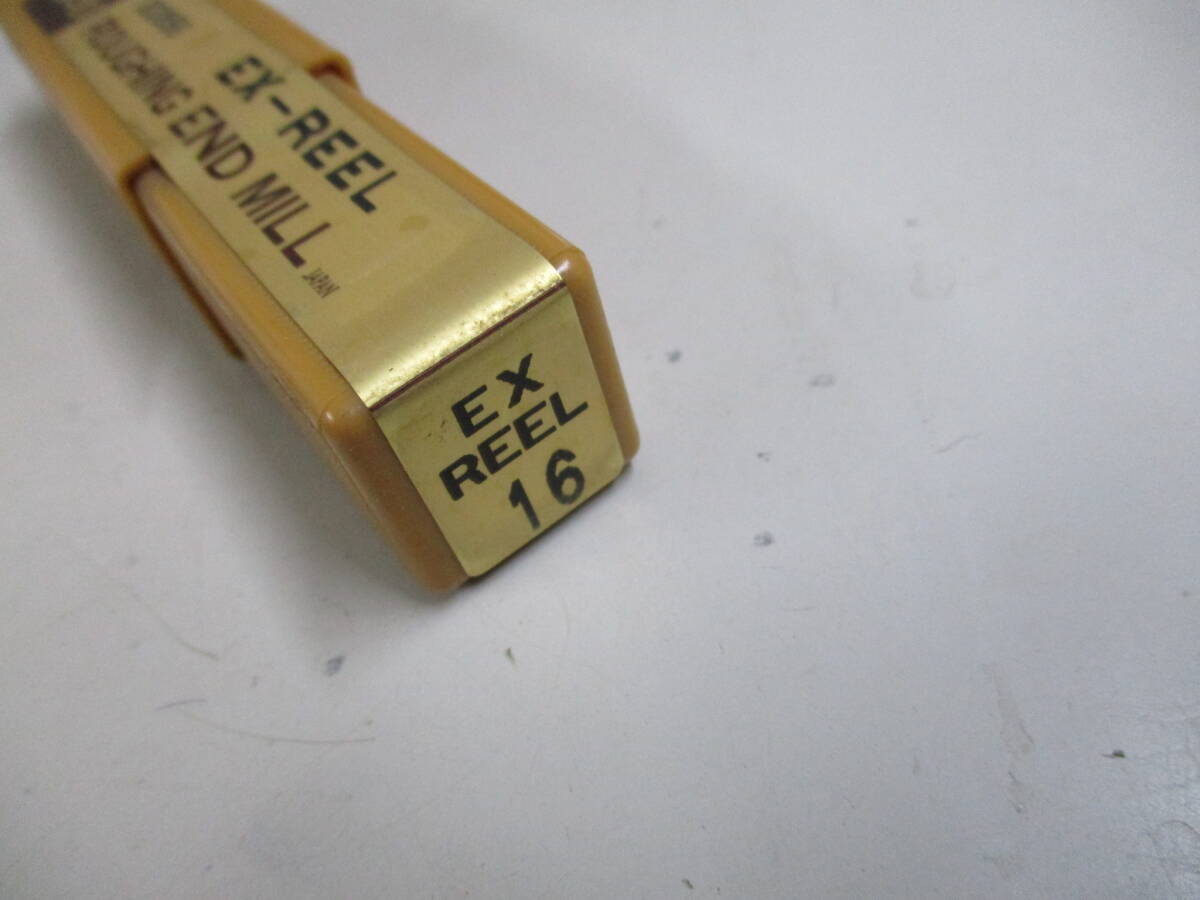 EX-REEL
ROUGHING END MILL
JAPAN
EX
REEL
16